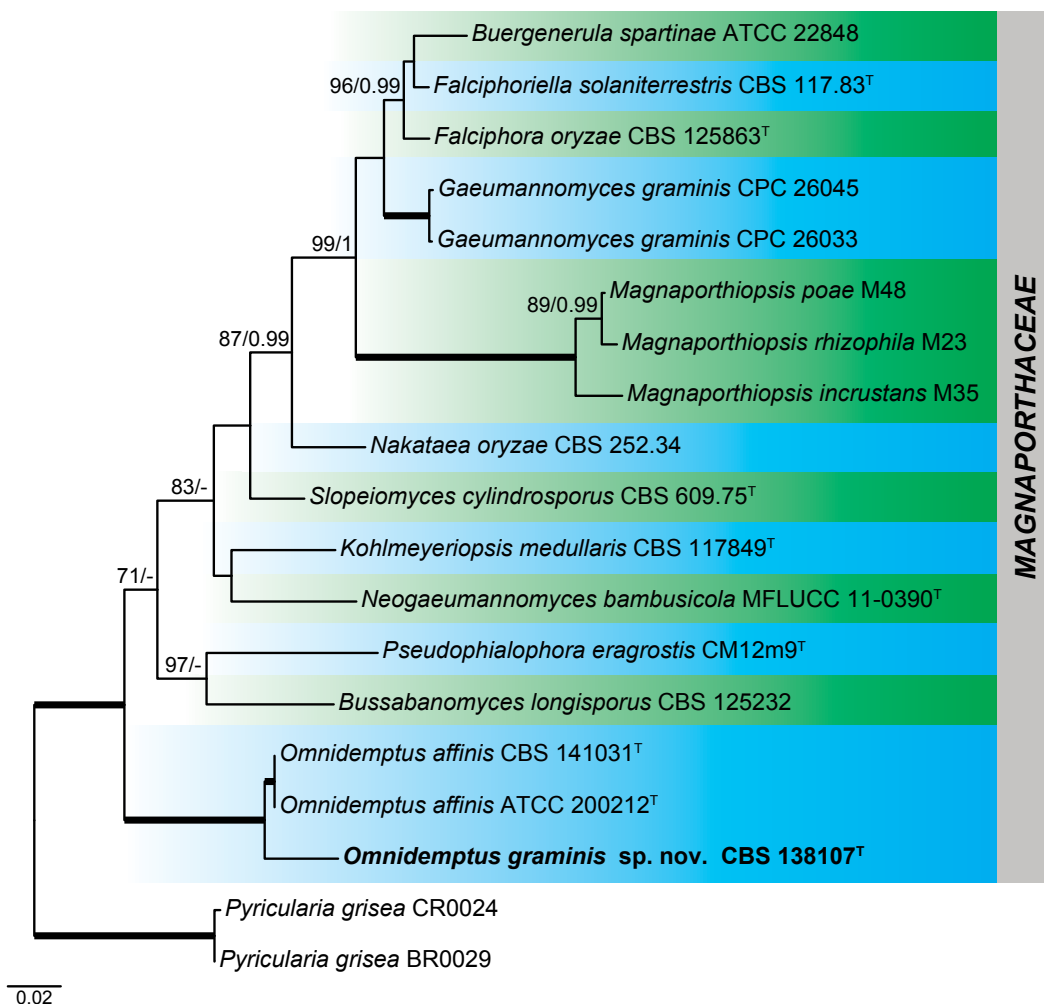 Buergenerula spartinae ATCC 22848
96/0.99
Falciphoriella solaniterrestris CBS 117.83ᵀ
Falciphora oryzae CBS 125863ᵀ
Gaeumannomyces graminis CPC 26045
99/1
Gaeumannomyces graminis CPC 26033
Magnaporthiopsis poae M48
89/0.99
87/0.99
Magnaporthiopsis rhizophila M23
Magnaporthiopsis incrustans M35
Nakataea oryzae CBS 252.34
83/-
Slopeiomyces cylindrosporus CBS 609.75ᵀ
Kohlmeyeriopsis medullaris CBS 117849ᵀ
71/-
Neogaeumannomyces bambusicola MFLUCC 11-0390ᵀ
Pseudophialophora eragrostis CM12m9ᵀ
97/-
Bussabanomyces longisporus CBS 125232
Omnidemptus affinis CBS 141031ᵀ
Omnidemptus affinis ATCC 200212ᵀ
Omnidemptus graminis sp. nov. CBS 138107ᵀ
Pyricularia grisea CR0024
Pyricularia grisea BR0029
0.02
MAGNAPORTHACEAE